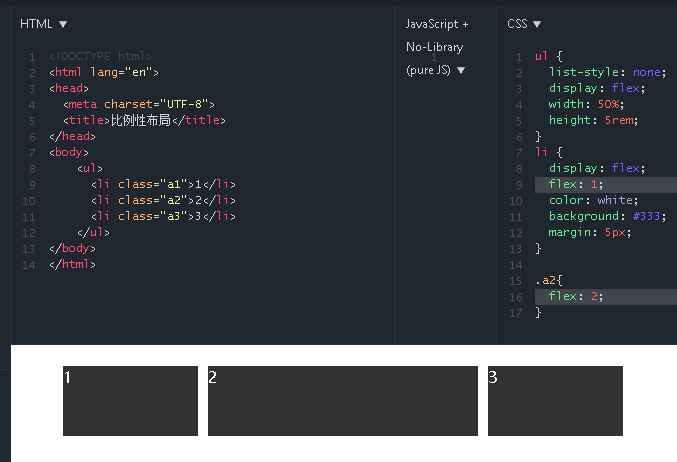 HTML ▼
1 <!DOCTYPE html>
2 <html lang="en">
3 <head>
4 <meta charset="UTF-8">
5 <title>比例性布局</title>
6 </head>
7 <body>
8 <ul>
9 <li class="a1">1</li>
10 <li class="a2">2</li>
11 <li class="a3">3</li>
12 </ul>
13 </body>
14 </html>
JavaScript +
No-Library
(pure JS) ▼
1
CSS ▼
1 ul {
2 list-style: none;
3 display: flex;
4 width: 50%;
5 height: 5rem;
6 }
7 li {
8 display: flex;
9 flex: 1;
10 color: white;
11 background: #333;
12 margin: 5px;
13 }
14
15 .a2{
16 flex: 2;
17 }
1
2
3